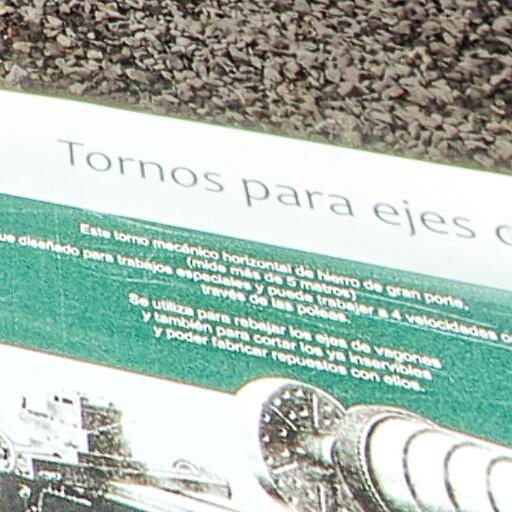 Tornos para ejes
Este torno mecánico horizontal de hierro de gran porte,
(mide más de 5 metros)
ue diseñado para trabajos especiales y puede trabajar a 4 velocidades
través de las poleas.
Se utiliza para rebajar los ejes de vagones
y también para cortar los ya inservibles
y poder fabricar repuestos con ellos.